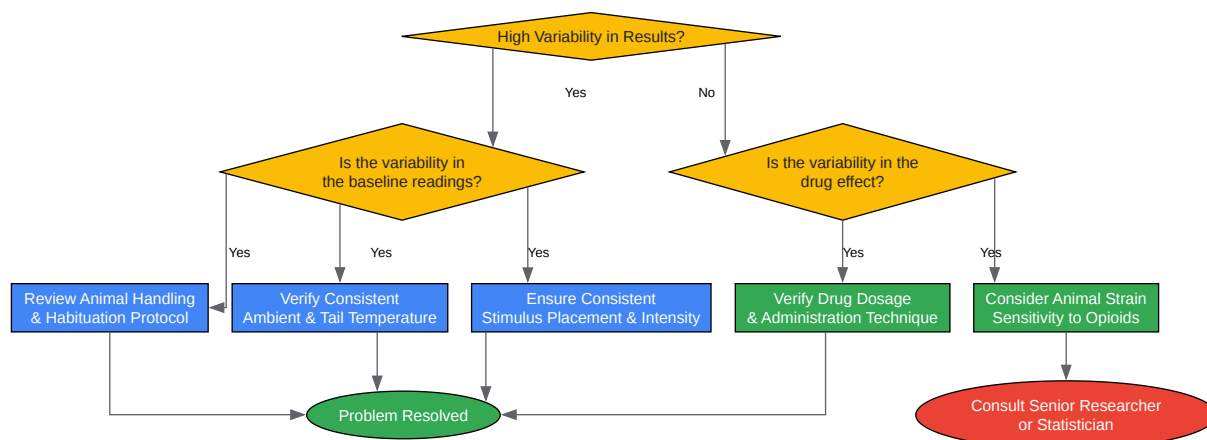 High Variability in Results?
Yes
No
Is the variability in
the baseline readings?
Is the variability in the
drug effect?
Yes
Yes
Yes
Yes
Yes
Review Animal Handling
& Habituation Protocol
Verify Consistent
Ambient & Tail Temperature
Ensure Consistent
Stimulus Placement & Intensity
Verify Drug Dosage
& Administration Technique
Consider Animal Strain
Sensitivity to Opioids
Problem Resolved
Consult Senior Researcher
or Statistician